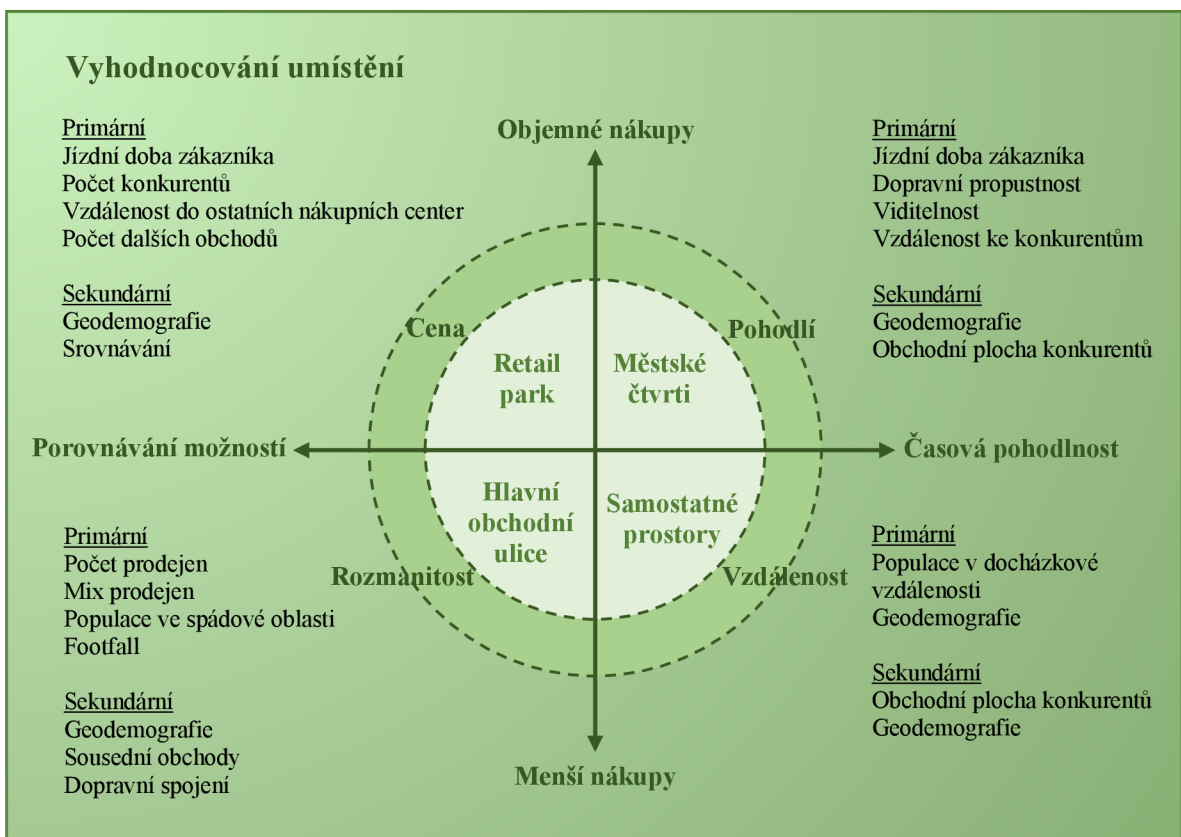 Vyhodnocování umístění
Primární
Jízdní doba zákazníka
Počet konkurentů
Vzdálenost do ostatních nákupních center
Počet dalších obchodů
Sekundární
Geodemografie
Srovnávání
Objemné nákupy
Primární
Jízdní doba zákazníka
Dopravní propustnost
Viditelnost
Vzdálenost ke konkurentům
Sekundární
Geodemografie
Obchodní plocha konkurentů
Cena
Pohodlí
Retail
park
Městské
čtvrti
Porovnávání možností
Časová pohodlnost
Hlavní
obchodní
ulice
Samostatné
prostory
Rozmanitost
Vzdálenost
Primární
Počet prodejen
Mix prodejen
Populace ve spádové oblasti
Footfall
Sekundární
Geodemografie
Sousední obchody
Dopravní spojení
Menší nákupy
Primární
Populace v docházkové
vzdálenosti
Geodemografie
Sekundární
Obchodní plocha konkurentů
Geodemografie